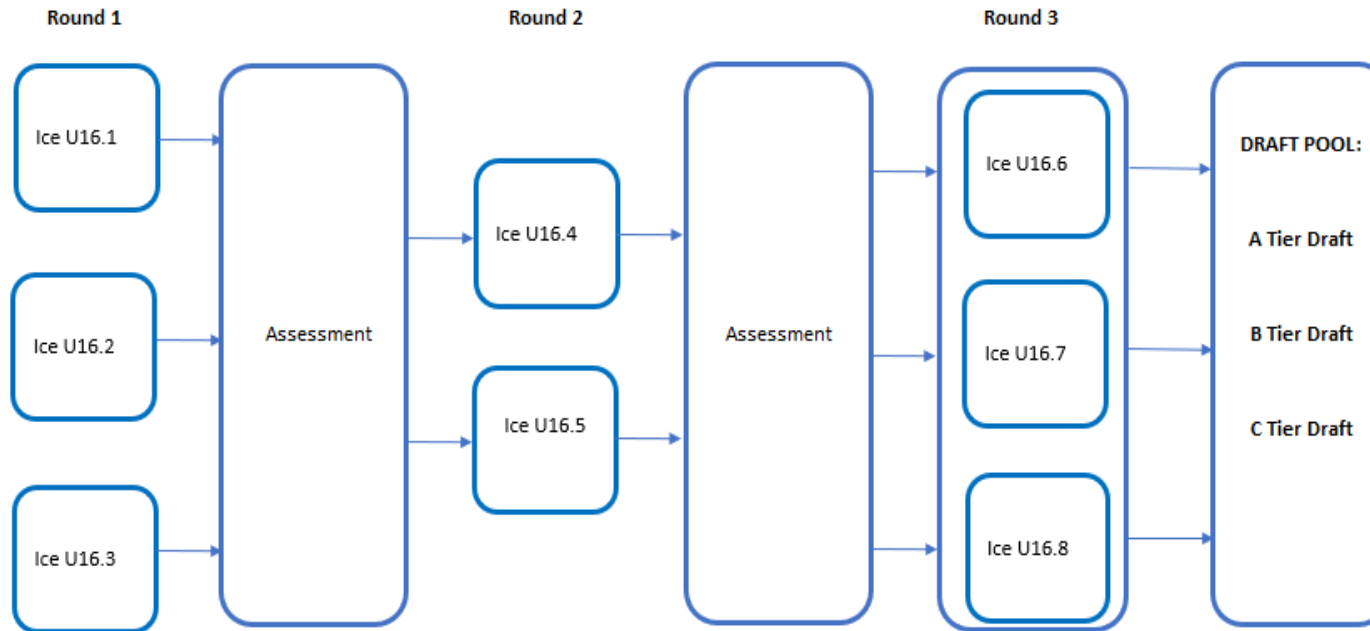 Round 1
Round 2
Round 3
Ice U16.1
Ice U16.2
Ice U16.3
Assessment
Ice U16.4
Ice U16.5
Assessment
Ice U16.6
Ice U16.7
Ice U16.8
DRAFT POOL:
A Tier Draft
B Tier Draft
C Tier Draft